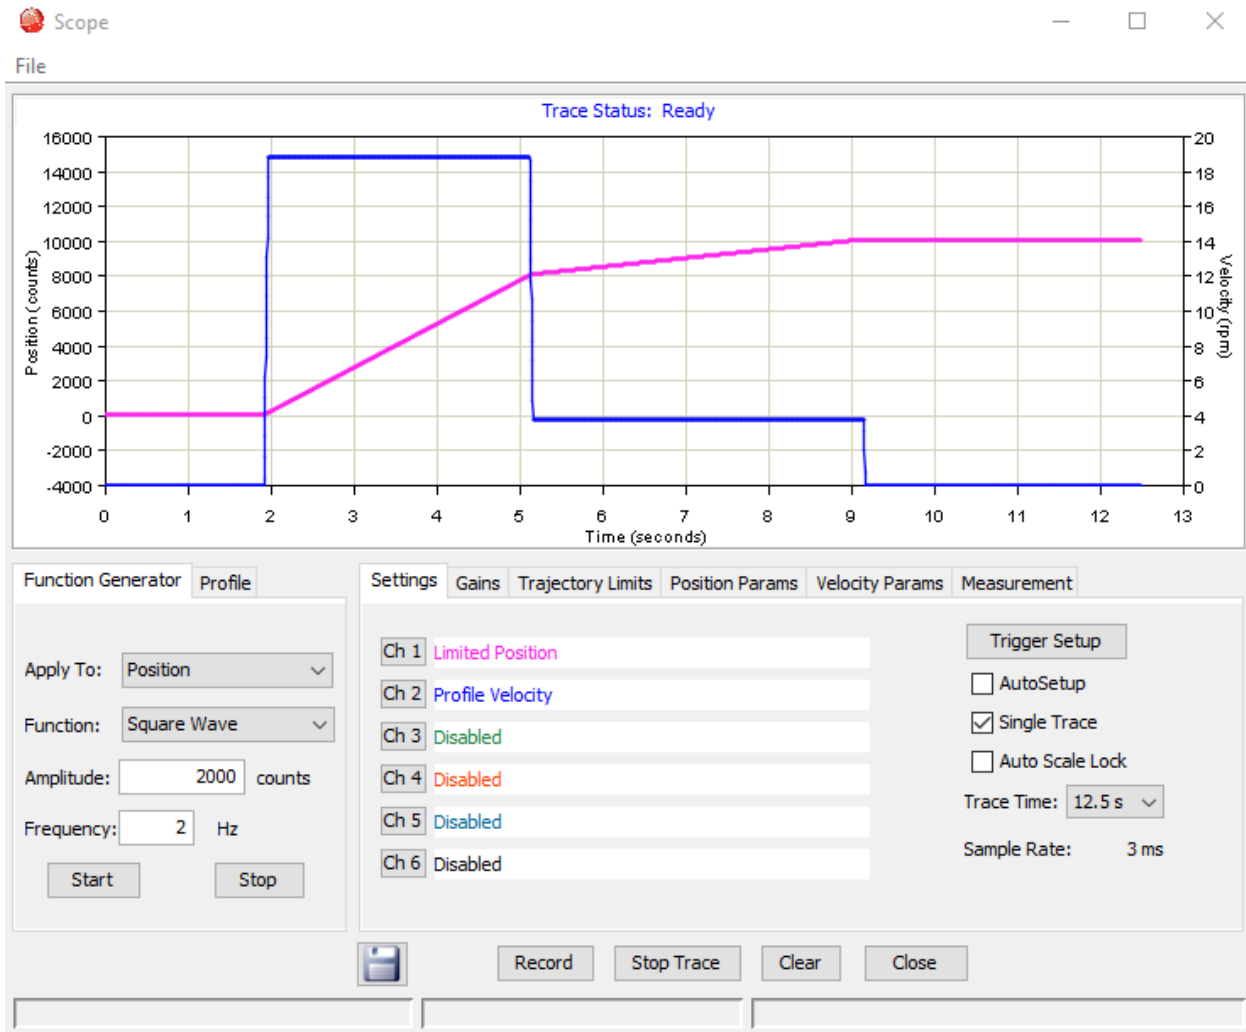 Scope
File
Trace Status: Ready
16000
14000
12000
10000
8000
6000
4000
2000
0
-2000
-4000
Position (counts)
20
18
16
14
12
10
8
6
4
2
0
Velocity (rpm)
0 1 2 3 4 5 6 7 8 9 10 11 12 13
Time (seconds)
Function Generator Profile
Apply To: Position
Function: Square Wave
Amplitude: 2000 counts
Frequency: 2 Hz
Start Stop
Settings Gains Trajectory Limits Position Params Velocity Params Measurement
Ch 1 Limited Position
Ch 2 Profile Velocity
Ch 3 Disabled
Ch 4 Disabled
Ch 5 Disabled
Ch 6 Disabled
Trigger Setup
AutoSetup
Single Trace
Auto Scale Lock
Trace Time: 12.5 s
Sample Rate: 3 ms
Record Stop Trace Clear Close